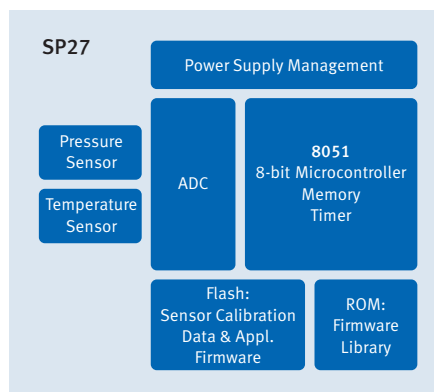 SP27
Power Supply Management
Pressure
Sensor
Temperature
Sensor
ADC
8051
8-bit Microcontroller
Memory
Timer
Flash:
Sensor Calibration
Data & Appl.
Firmware
ROM:
Firmware
Library